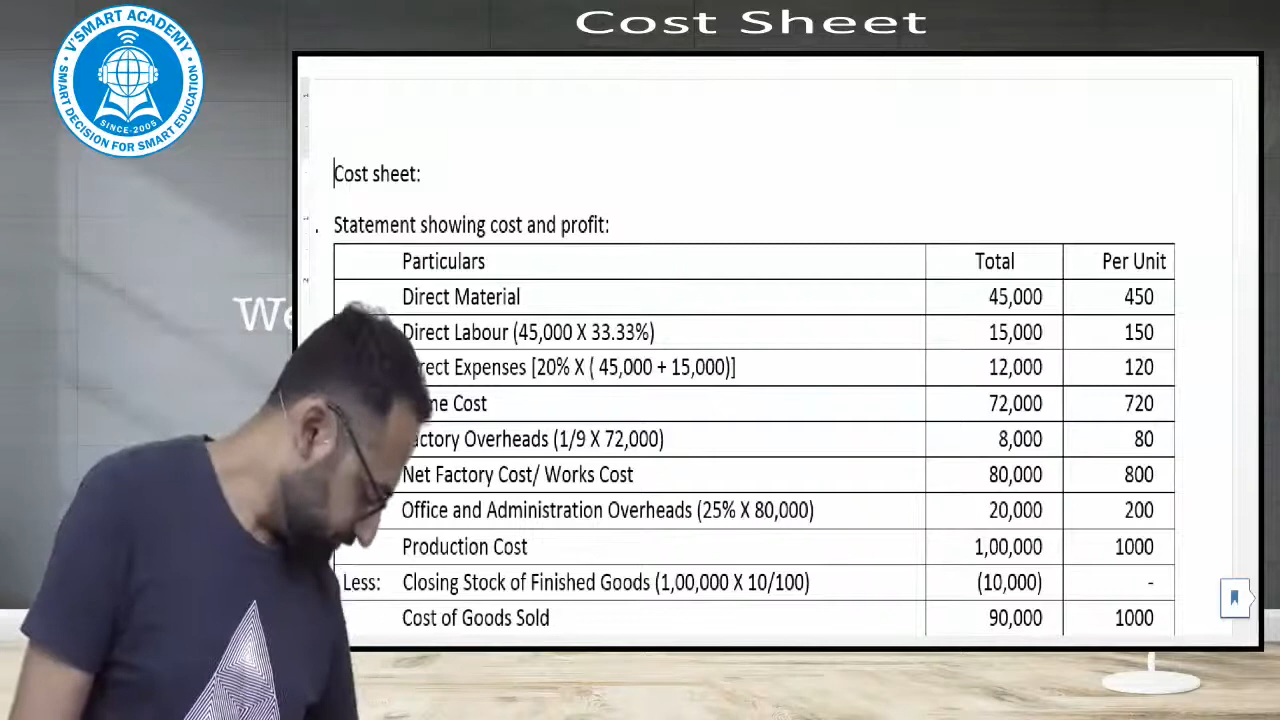 Cost Sheet
V'SMART ACADEMY
SINCE-2005
SMART DECISION FOR SMART EDUCATION
Cost sheet:
. Statement showing cost and profit:
Particulars Total Per Unit
Direct Material 45,000 450
Direct Labour (45,000 X 33.33%) 15,000 150
Expenses [20% X ( 45,000 + 15,000)] 12,000 120
Cost 72,000 720
Overheads (1/9 X 72,000) 8,000 80
Net Factory Cost/ Works Cost 80,000 800
Office and Administration Overheads (25% X 80,000) 20,000 200
Production Cost 1,00,000 1000
Less: Closing Stock of Finished Goods (1,00,000 X 10/100) (10,000) -
Cost of Goods Sold 90,000 1000